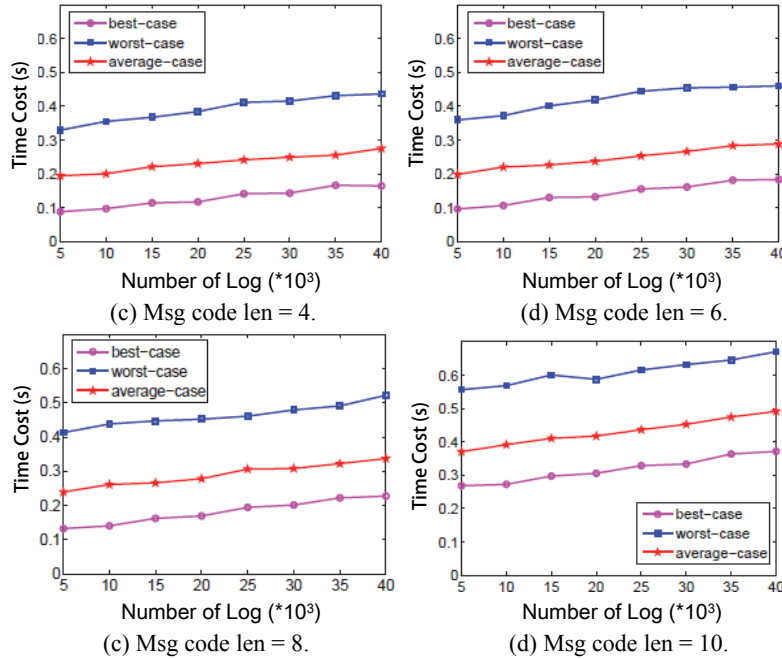 best-case
worst-case
average-case
0.6
0.5
0.4
0.3
0.2
0.1
0
Time Cost (s)
5 10 15 20 25 30 35 40
Number of Log (*10³)
(c) Msg code len = 4.
best-case
worst-case
average-case
0.6
0.5
0.4
0.3
0.2
0.1
0
Time Cost (s)
5 10 15 20 25 30 35 40
Number of Log (*10³)
(d) Msg code len = 6.
best-case
worst-case
average-case
0.6
0.5
0.4
0.3
0.2
0.1
0
Time Cost (s)
5 10 15 20 25 30 35 40
Number of Log (*10³)
(c) Msg code len = 8.
0.6
0.5
0.4
0.3
0.2
0.1
0
Time Cost (s)
best-case
worst-case
average-case
5 10 15 20 25 30 35 40
Number of Log (*10³)
(d) Msg code len = 10.